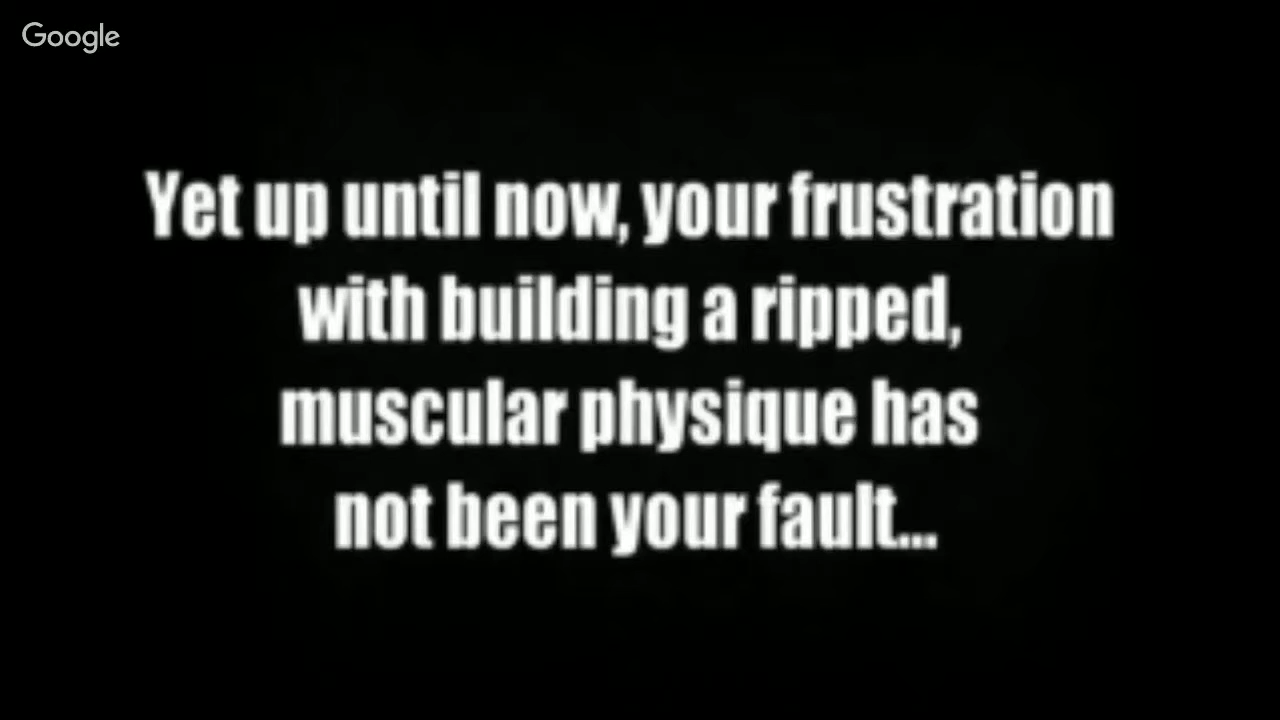 Google
Yet up until now, your frustration
with building a ripped,
muscular physique has
not been your fault...